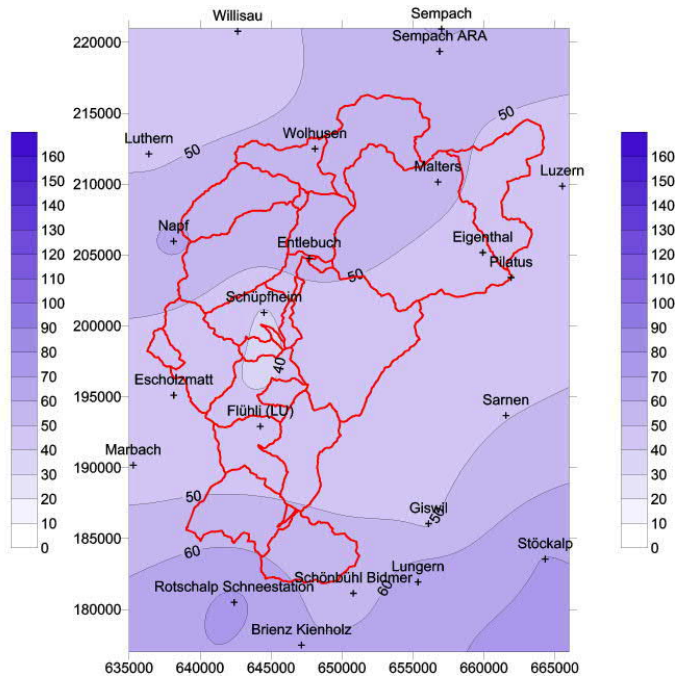 Willisau
Sempach
220000
Sempach ARA
215000
50
Wolhusen
50
Luthern
160
150
140
130
120
110
100
90
80
70
60
50
40
30
20
10
0
160
150
140
130
120
110
100
90
80
70
60
50
40
30
20
10
0
210000
Malters
Luzern
Napf
Entlebuch
Eigenthal
205000
50
Pilatus
Schüpfheim
200000
40
Escholzmatt
195000
Flühli (LU)
Sarnen
Marbach
190000
50
Giswil
50
185000
60
Stöckalp
Lungern
Schönbühl Bidmer
60
Rotschalp Schneestation
180000
Brienz Kienholz
635000 640000 645000 650000 655000 660000 665000